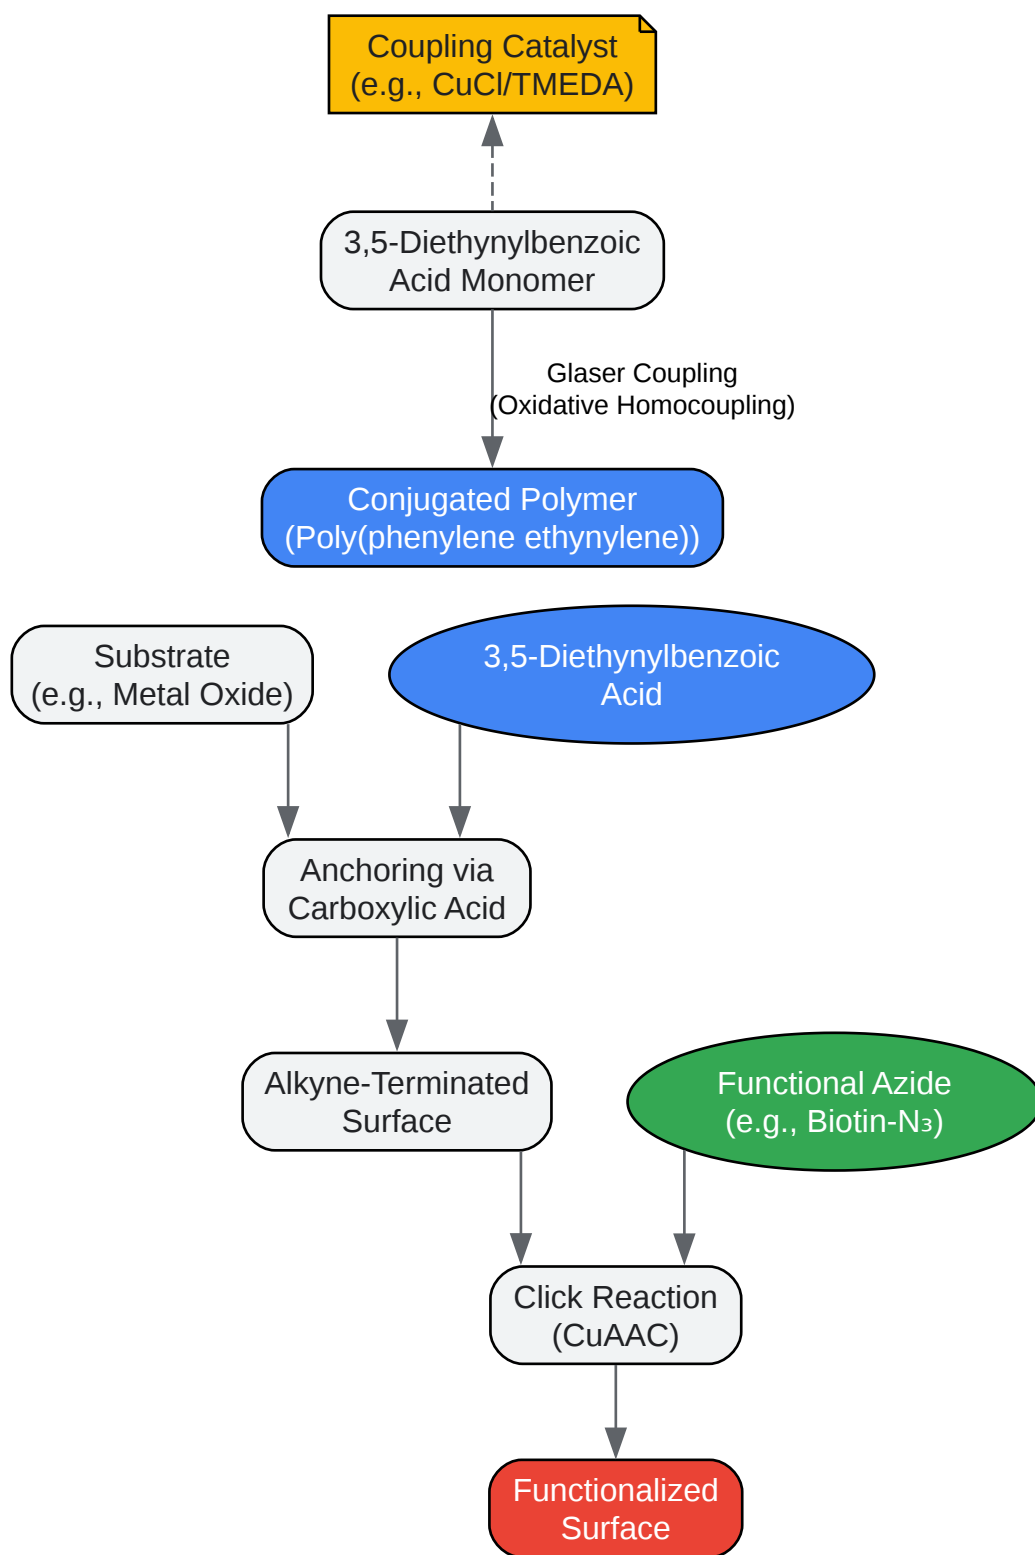 Coupling Catalyst
(e.g., CuCl/TMEDA)
3,5-Diethynylbenzoic
Acid Monomer
Glaser Coupling
(Oxidative Homocoupling)
Conjugated Polymer
(Poly(phenylene ethynylene))
Substrate
(e.g., Metal Oxide)
3,5-Diethynylbenzoic
Acid
Anchoring via
Carboxylic Acid
Alkyne-Terminated
Surface
Functional Azide
(e.g., Biotin-N₃)
Click Reaction
(CuAAC)
Functionalized
Surface